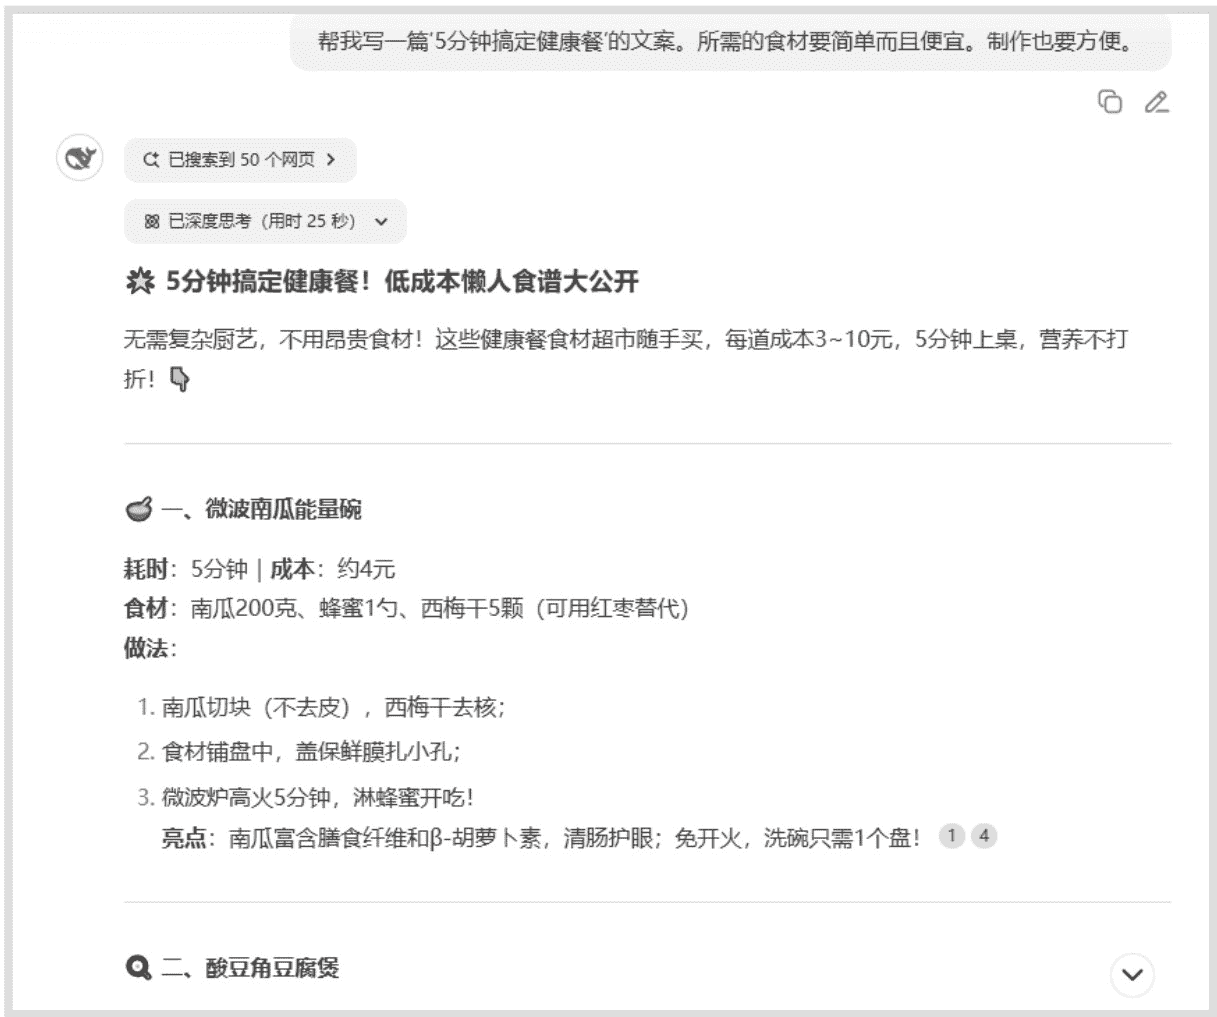 帮我写一篇'5分钟搞定健康餐'的文案。所需的食材要简单而且便宜。制作也要方便。
已搜索到 50 个网页
已深度思考（用时 25 秒）
5分钟搞定健康餐！低成本懒人食谱大公开
无需复杂厨艺，不用昂贵食材！这些健康餐食材超市随手买，每道成本3~10元，5分钟上桌，营养不打
折！
一、微波南瓜能量碗
耗时：5分钟 | 成本：约4元
食材：南瓜200克、蜂蜜1勺、西梅干5颗（可用红枣替代）
做法：
1. 南瓜切块（不去皮），西梅干去核；
2. 食材铺盘中，盖保鲜膜扎小孔；
3. 微波炉高火5分钟，淋蜂蜜开吃！
亮点：南瓜富含膳食纤维和β-胡萝卜素，清肠护眼；免开火，洗碗只需1个盘！ 1 4
二、酸豆角豆腐煲